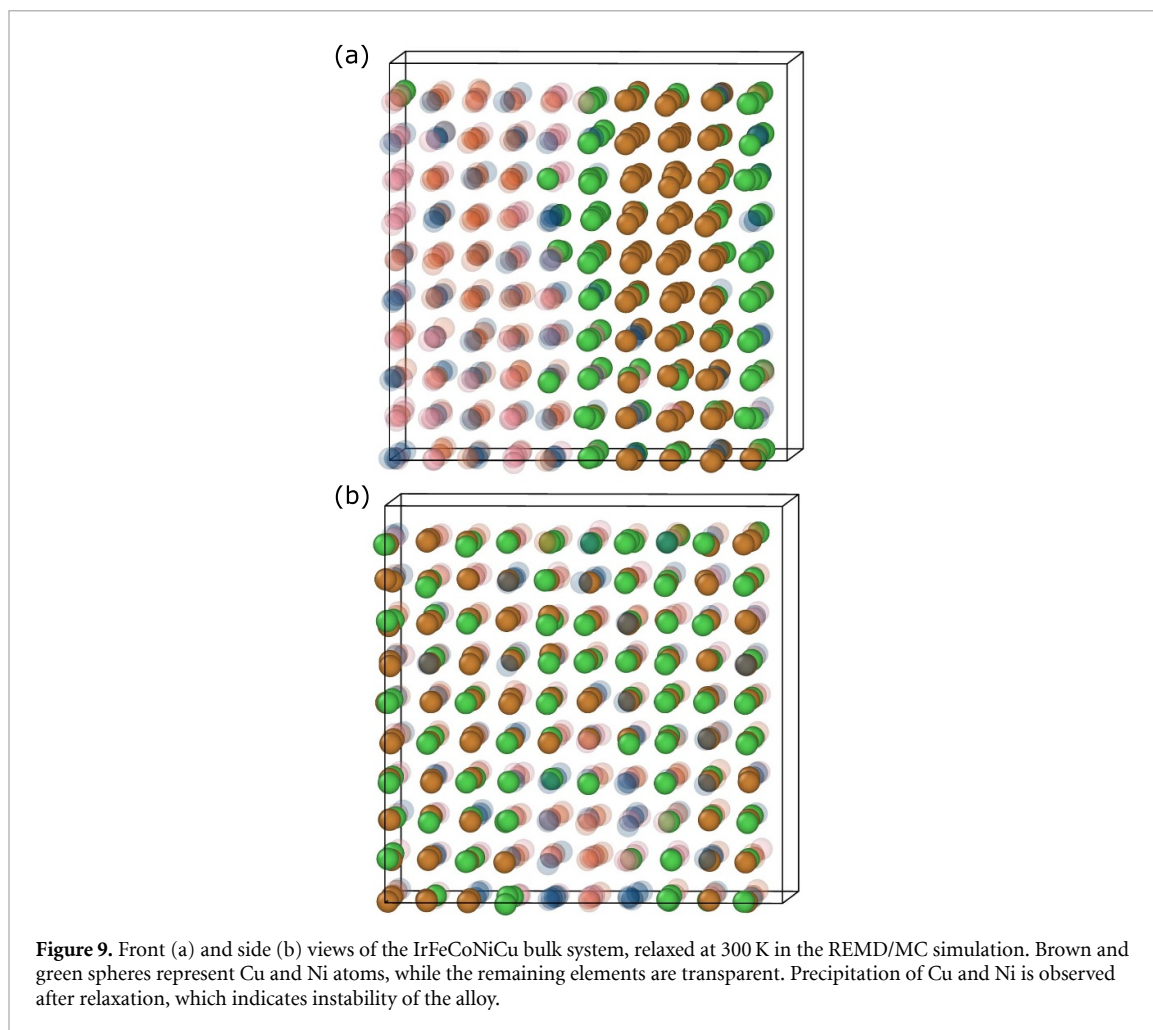 (a)
(b)
Figure 9. Front (a) and side (b) views of the IrFeCoNiCu bulk system, relaxed at 300 K in the REMD/MC simulation. Brown and
green spheres represent Cu and Ni atoms, while the remaining elements are transparent. Precipitation of Cu and Ni is observed
after relaxation, which indicates instability of the alloy.